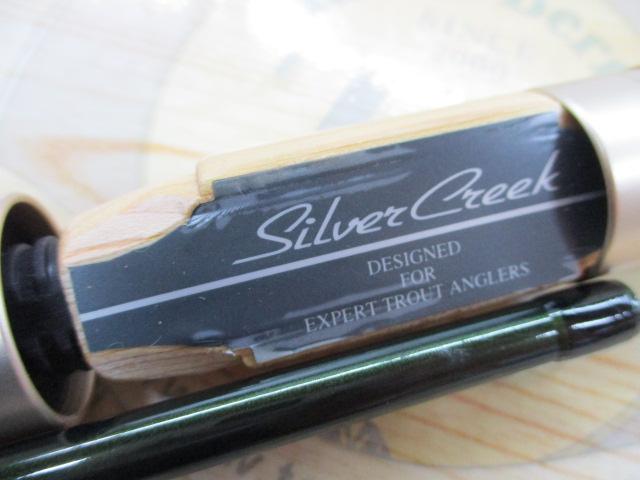 Silver Creek
DESIGNED
FOR
EXPERT TROUT ANGLERS